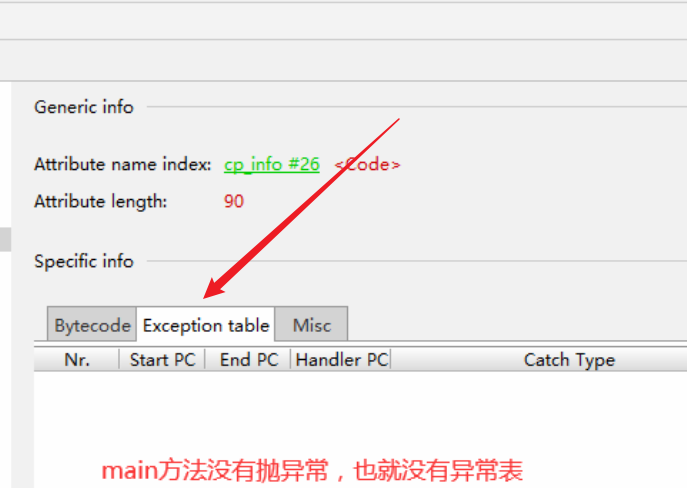 Generic info
Attribute name index: cp_info #26 <Code>
Attribute length: 90
Specific info
Bytecode Exception table Misc
Nr. Start PC End PC Handler PC Catch Type
main方法没有抛异常，也就没有异常表